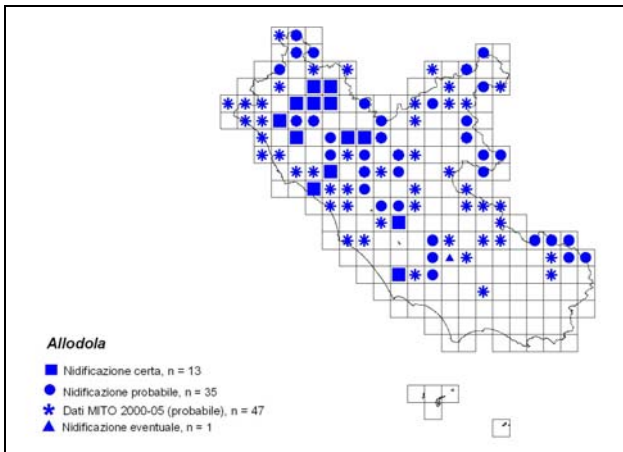 Allodola
Nidificazione certa, n = 13
Nidificazione probabile, n = 35
Dati MITO 2000-05 (probabile), n = 47
Nidificazione eventuale, n = 1